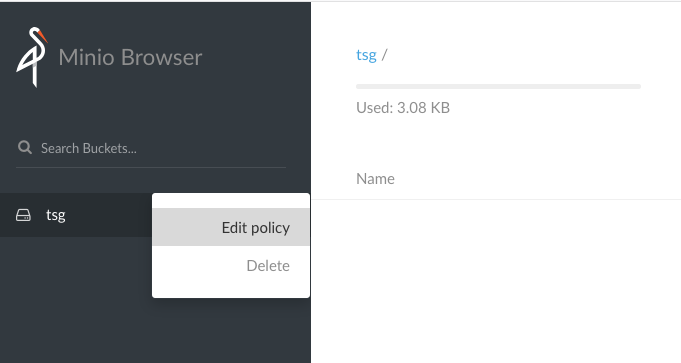 Minio Browser
Search Buckets...
tsg
Edit policy
Delete
tsg /
Used: 3.08 KB
Name